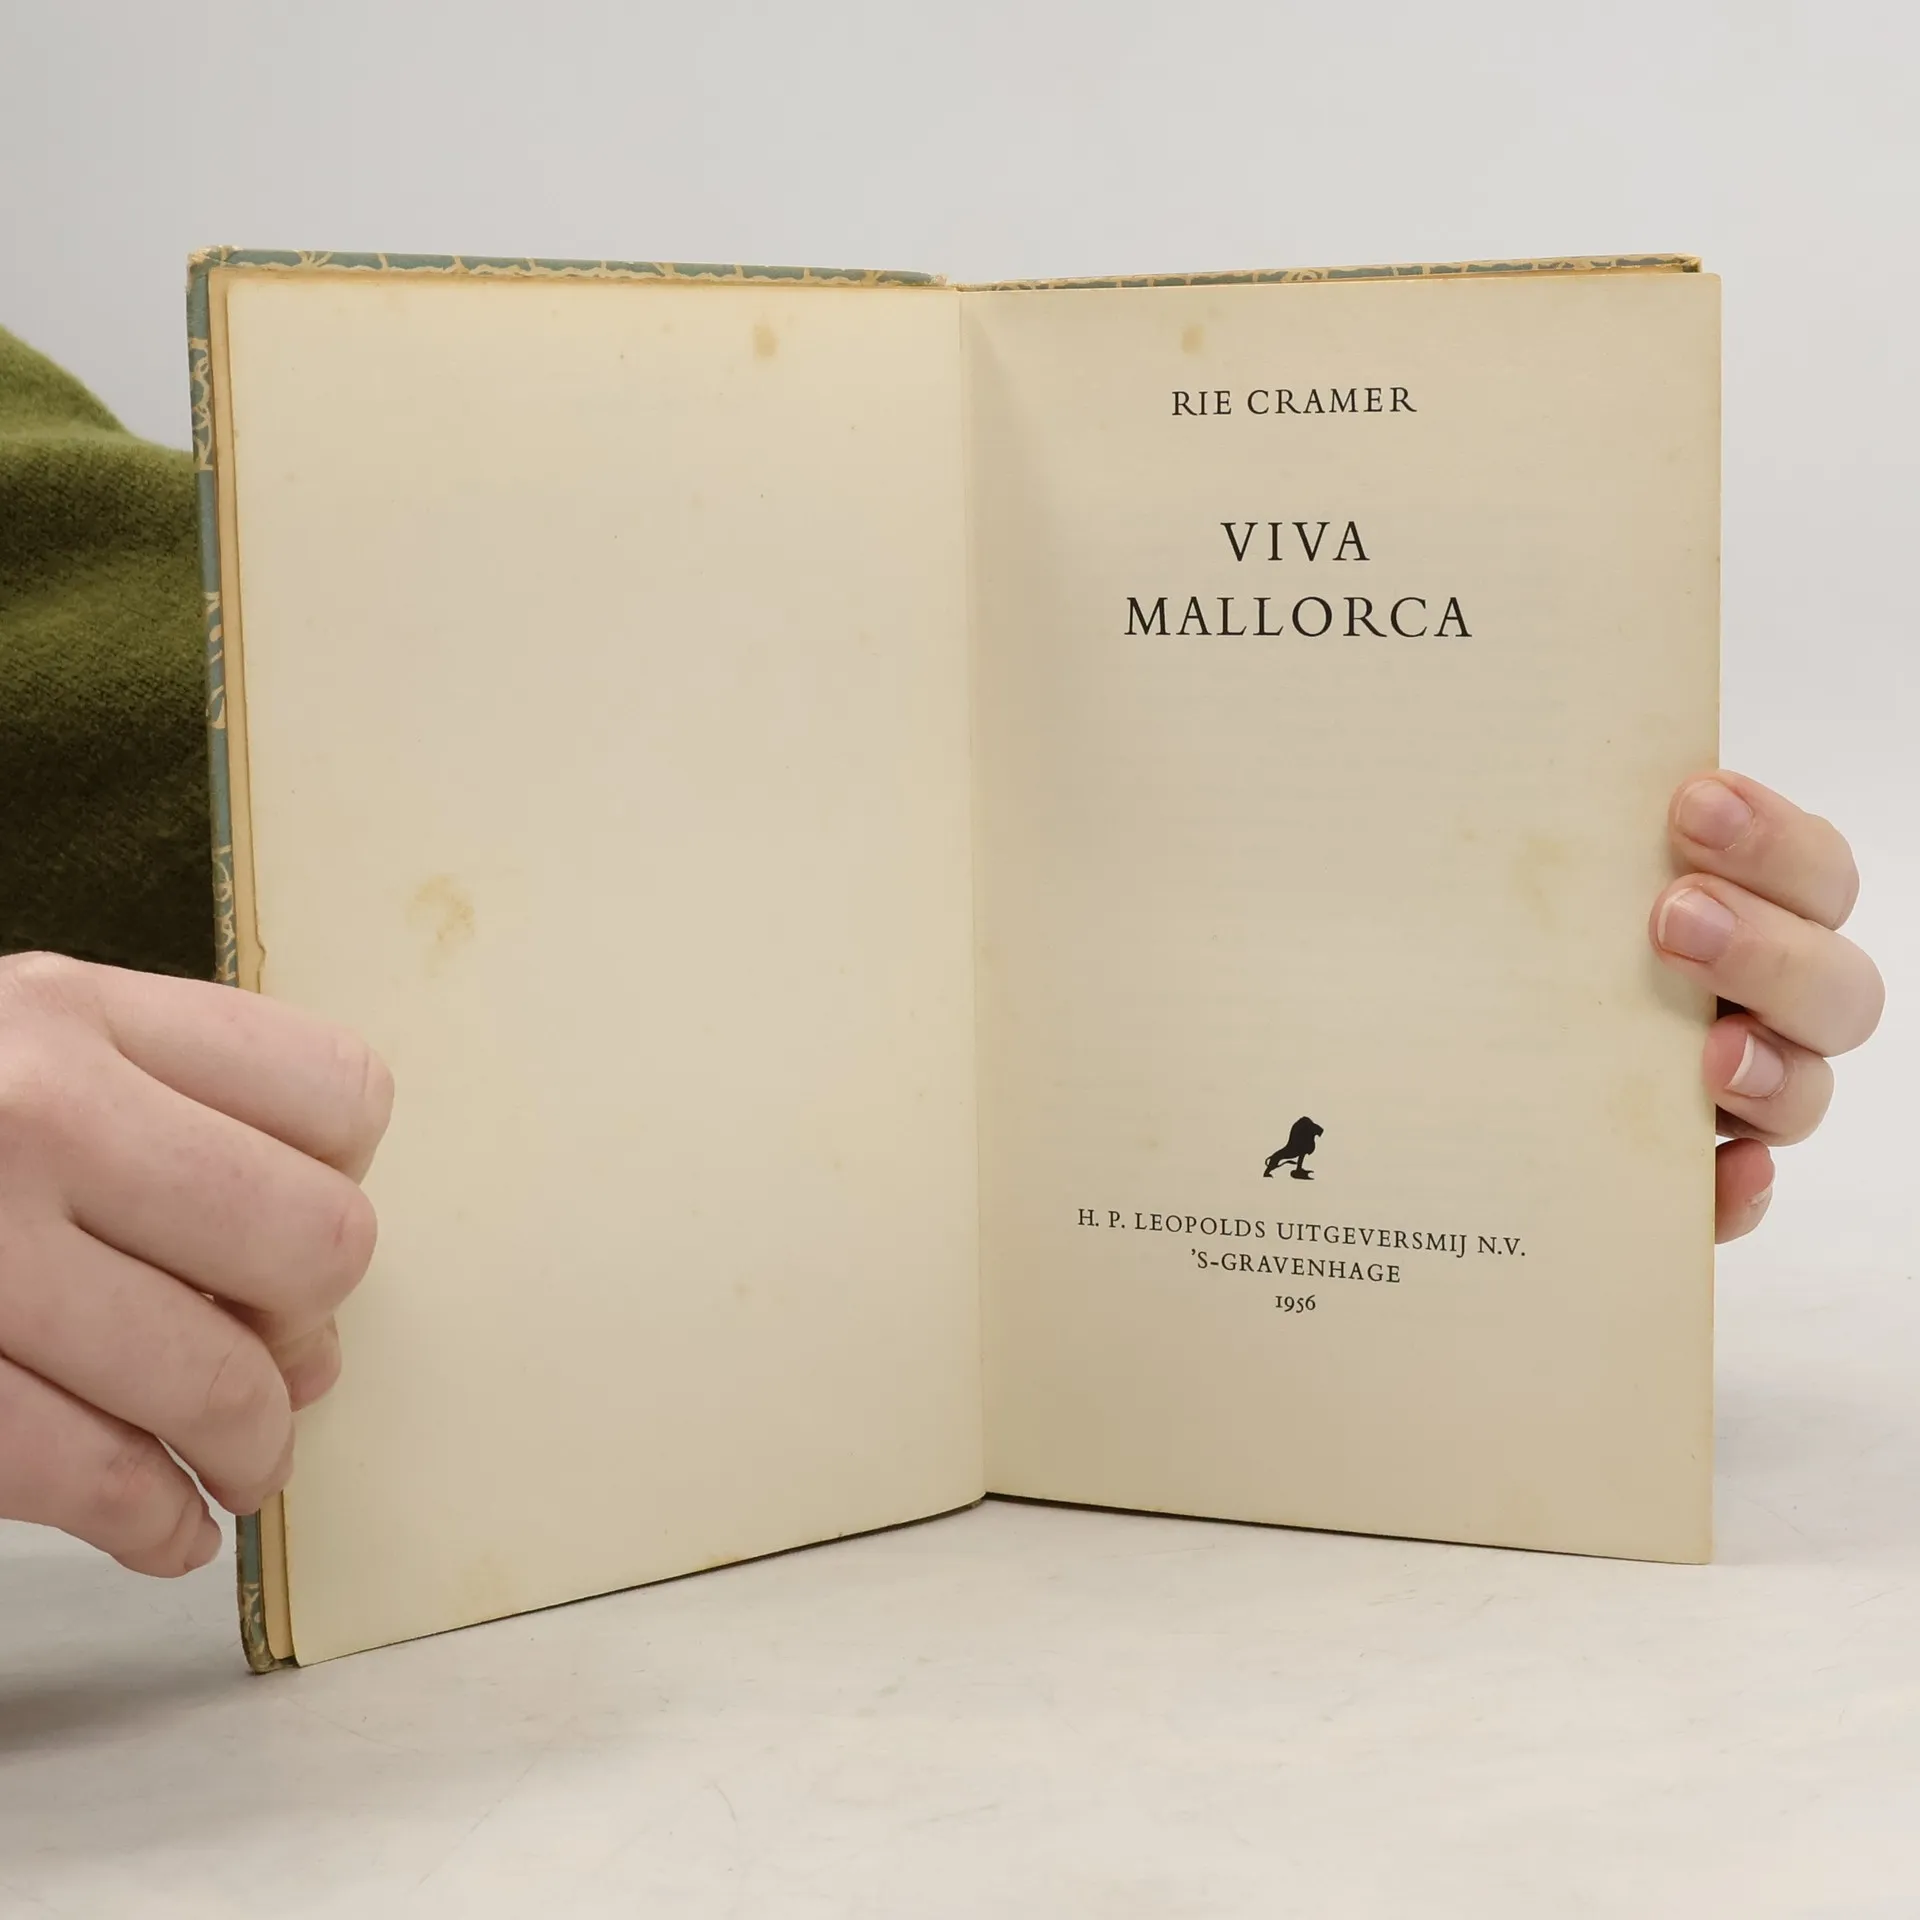 RIE CRAMER
VIVA
MALLORCA
H. P. LEOPOLDS UITGEVERSMIJ N.V.
'S-GRAVENHAGE
1956